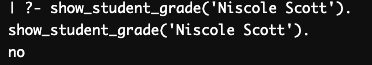 | ?- show_student_grade('Niscole Scott').
show_student_grade('Niscole Scott').
no